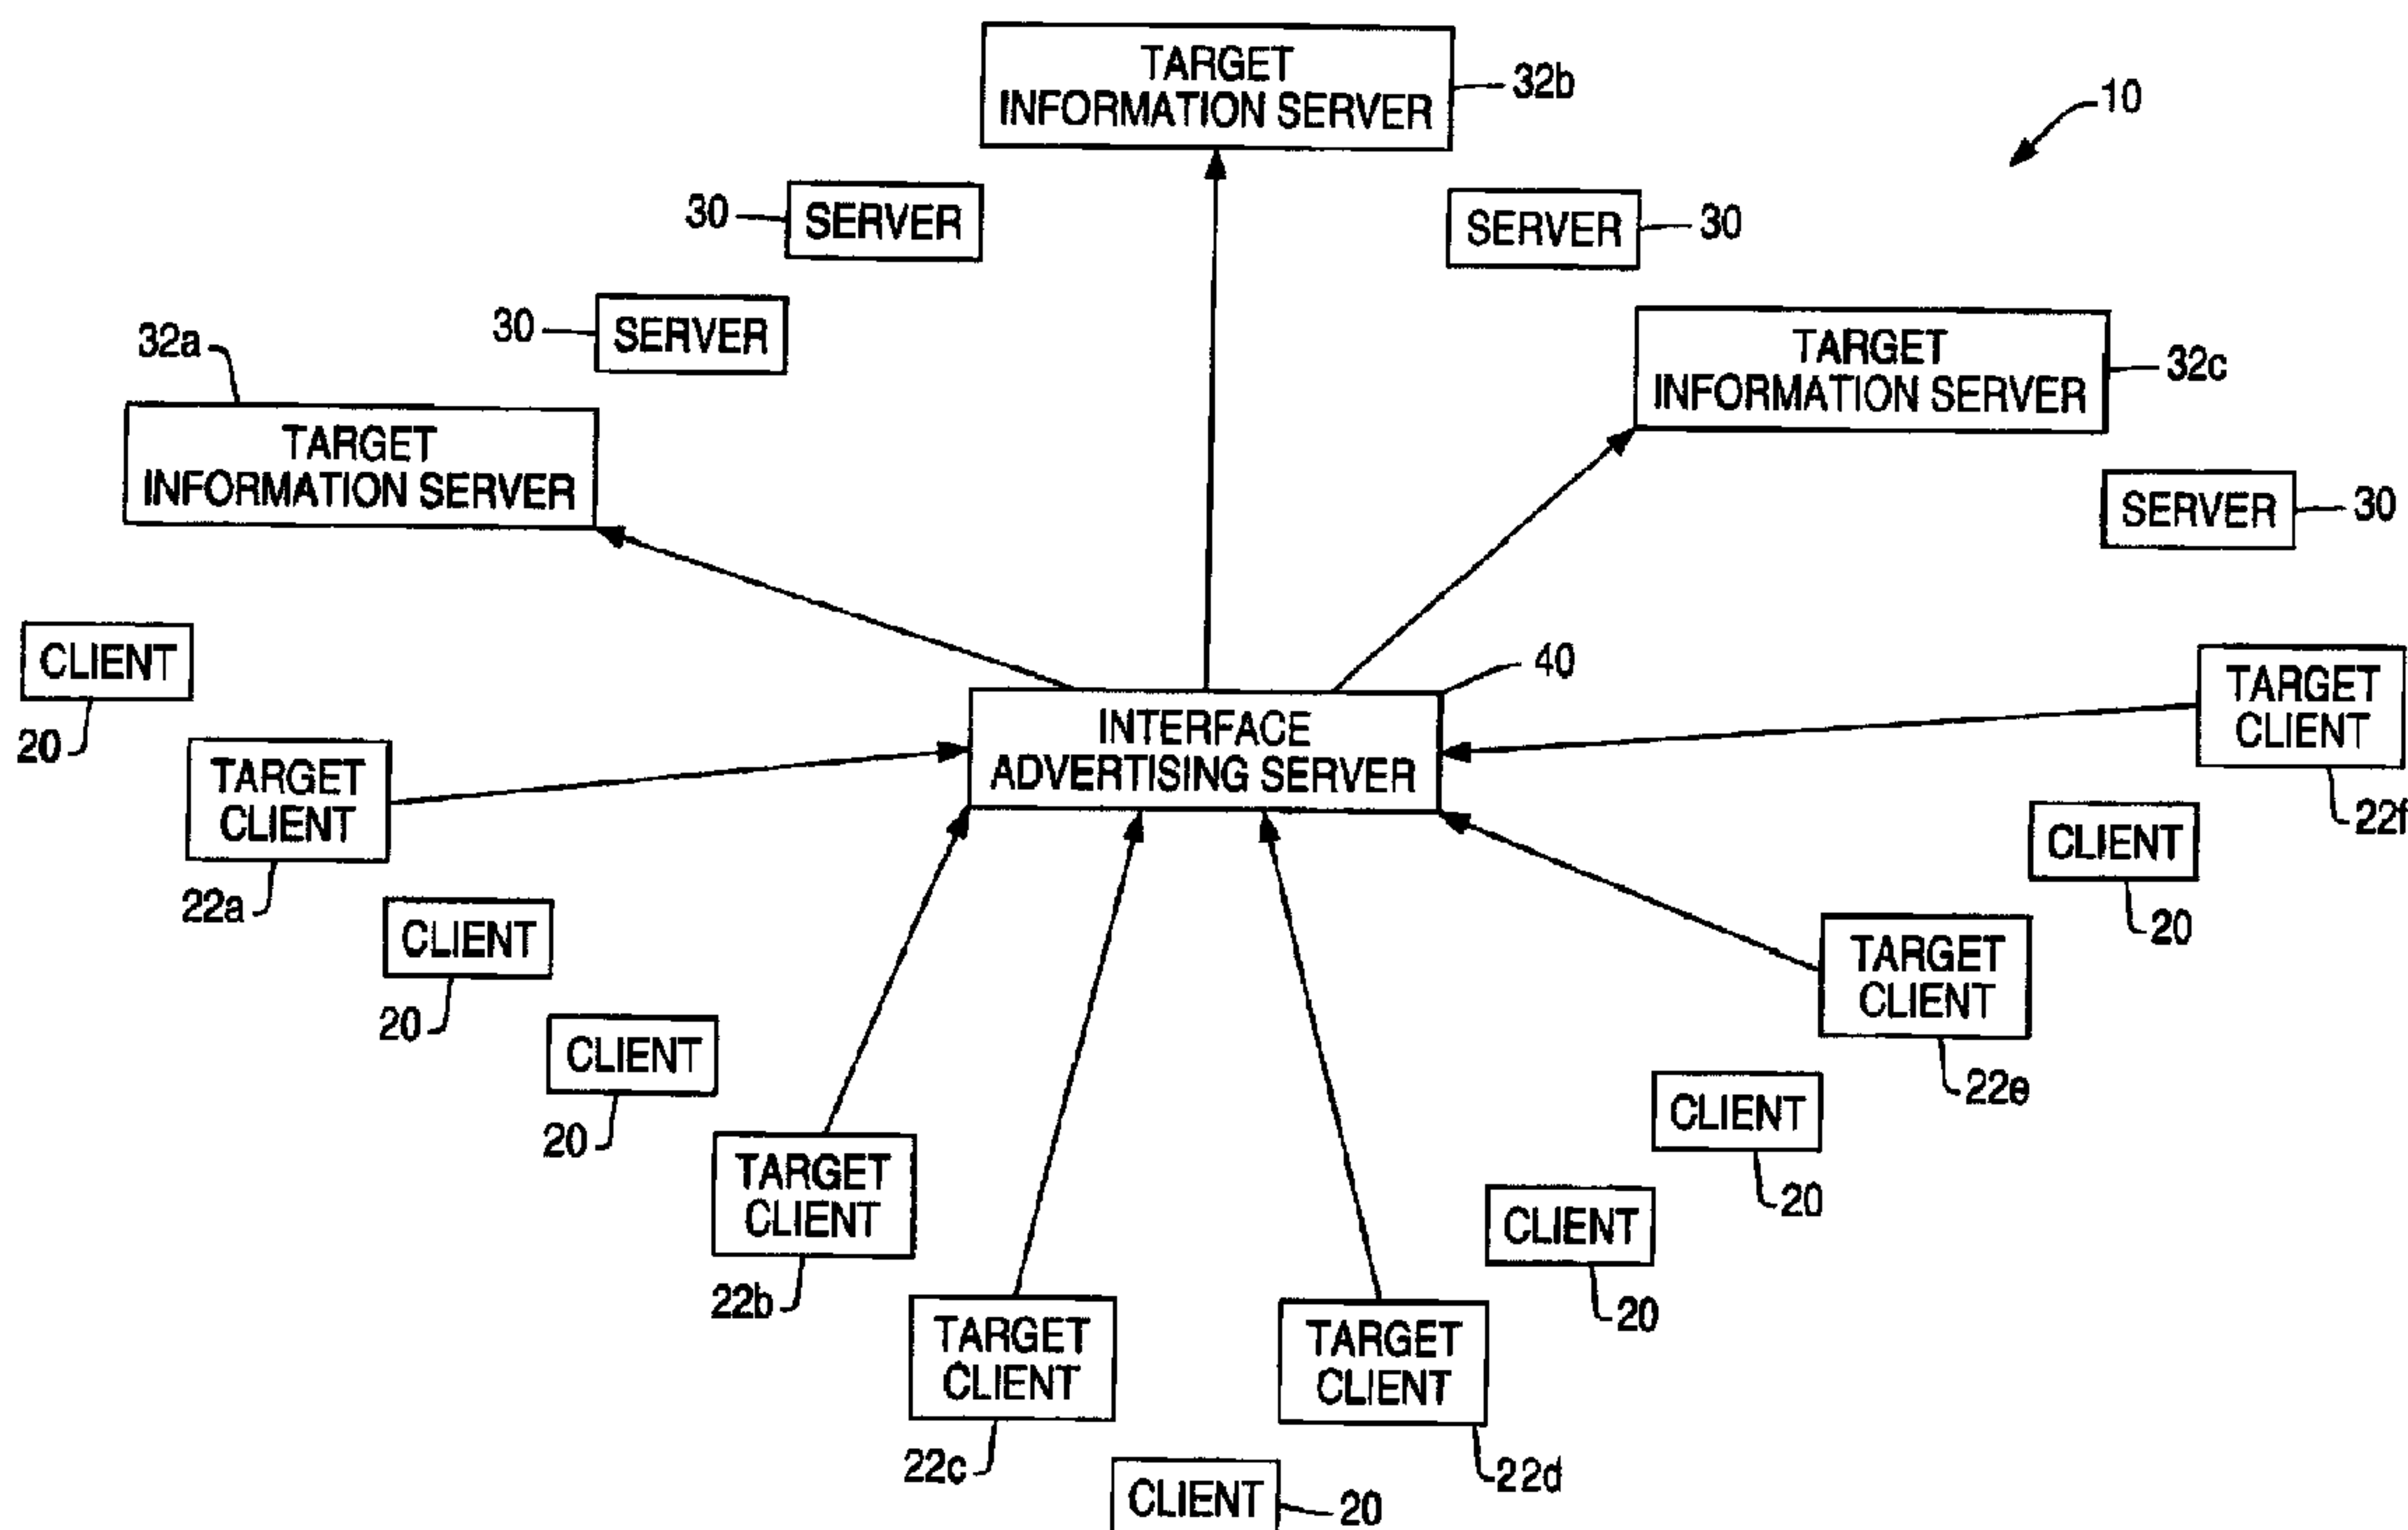 TARGET
INFORMATION SERVER
32b
10
30
SERVER
SERVER
30
30
SERVER
32a
TARGET
INFORMATION SERVER
32c
TARGET
INFORMATION SERVER
SERVER
30
CLIENT
20
40
INTERFACE
ADVERTISING SERVER
TARGET
CLIENT
22f
TARGET
CLIENT
22a
CLIENT
20
CLIENT
20
TARGET
CLIENT
22e
CLIENT
20
CLIENT
20
TARGET
CLIENT
22b
CLIENT
20
TARGET
CLIENT
22c
TARGET
CLIENT
22d
CLIENT
20